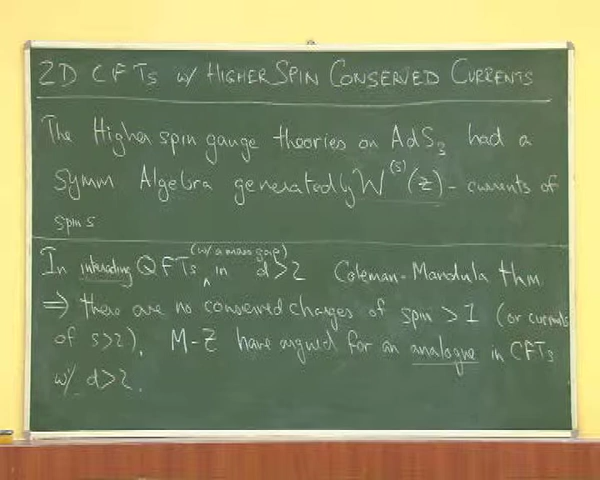 2D CFTs w/ HIGHER SPIN CONSERVED CURRENTS
The Higher spin gauge theories on AdS₃ had a
Symm Algebra generated by W⁽ˢ⁾(z) - currents of
spin s
In interacting QFTs (w/ a mass gap) in d>2 Coleman-Mandula thm
⇒ there are no conserved charges of spin >1 (or currents
of s>2). M-Z have argued for an analogue in CFTs
w/ d>2.